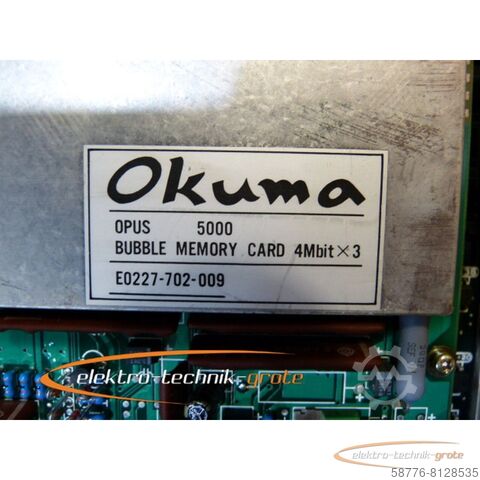 Okuma
OPUS 5000
BUBBLE MEMORY CARD 4Mbit×3
E0227-702-009
elektro-technik-grote
elektro-technik-grote
58776-8128535